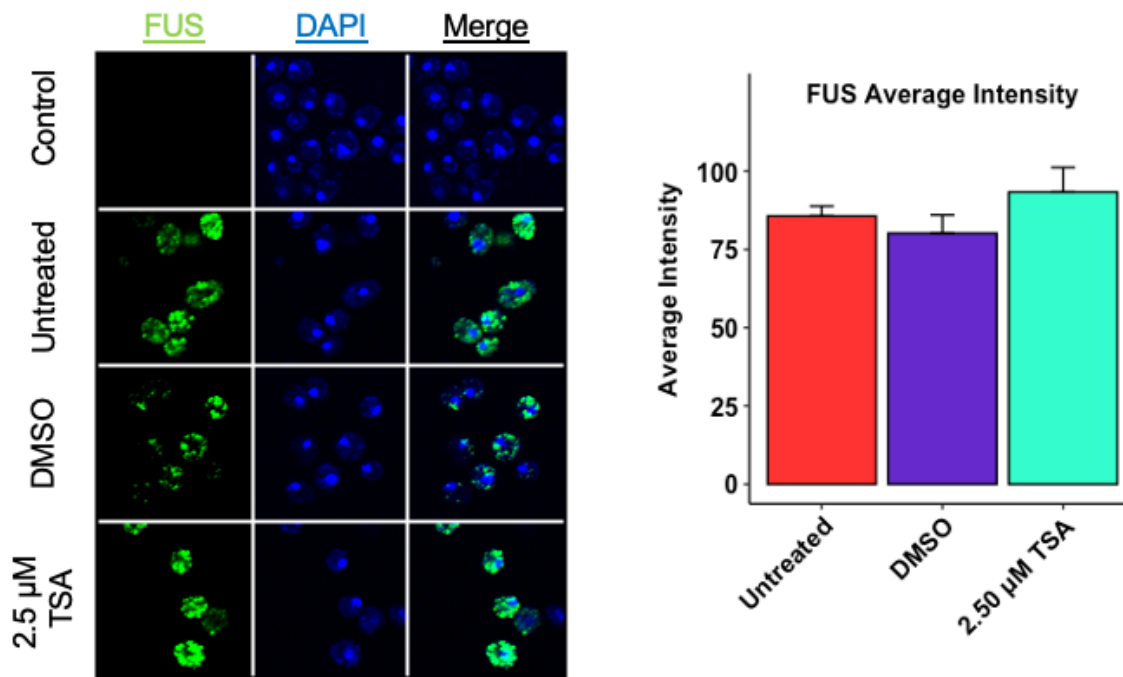 FUS DAPI Merge
Control
Untreated
DMSO
2.5 µM
TSA
FUS Average Intensity
Average Intensity
100
75
50
25
0
Untreated
DMSO
2.50 µM TSA